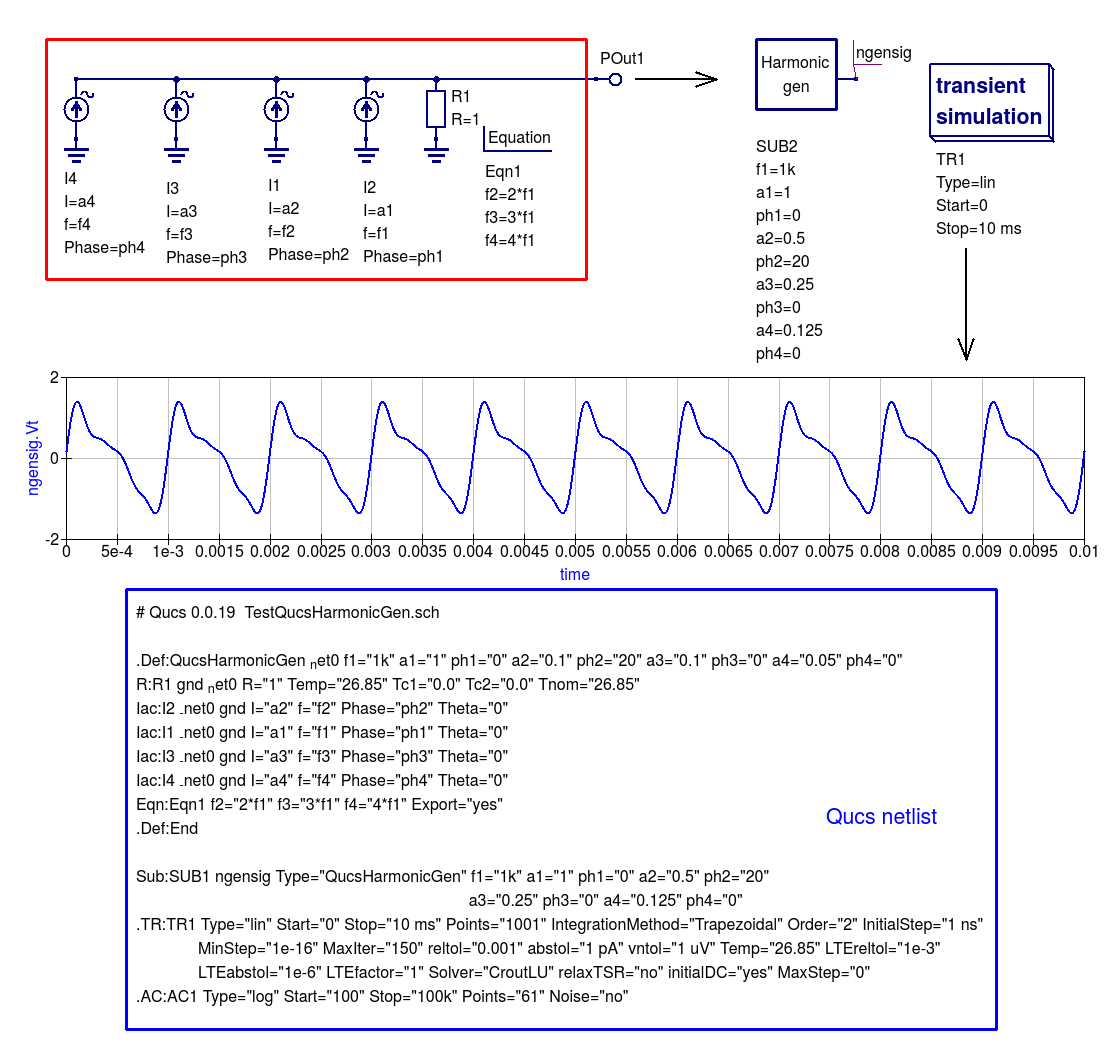 POut1
R1
R=1
Equation
I4
I=a4
f=f4
Phase=ph4
I3
I=a3
f=f3
Phase=ph3
I1
I=a2
f=f2
Phase=ph2
I2
I=a1
f=f1
Phase=ph1
Eqn1
f2=2*f1
f3=3*f1
f4=4*f1
Harmonic
gen
ngensig
SUB2
f1=1k
a1=1
ph1=0
a2=0.5
ph2=20
a3=0.25
ph3=0
a4=0.125
ph4=0
transient
simulation
TR1
Type=lin
Start=0
Stop=10 ms
ngensig.Vt
2
0
-2
0 5e-4 1e-3 0.0015 0.002 0.0025 0.003 0.0035 0.004 0.0045 0.005 0.0055 0.006 0.0065 0.007 0.0075 0.008 0.0085 0.009 0.0095 0.01
time
# Qucs 0.0.19 TestQucsHarmonicGen.sch
.Def:QucsHarmonicGen net0 f1="1k" a1="1" ph1="0" a2="0.1" ph2="20" a3="0.1" ph3="0" a4="0.05" ph4="0"
R:R1 gnd net0 R="1" Temp="26.85" Tc1="0.0" Tc2="0.0" Tnom="26.85"
Iac:I2 _net0 gnd I="a2" f="f2" Phase="ph2" Theta="0"
Iac:I1 _net0 gnd I="a1" f="f1" Phase="ph1" Theta="0"
Iac:I3 _net0 gnd I="a3" f="f3" Phase="ph3" Theta="0"
Iac:I4 _net0 gnd I="a4" f="f4" Phase="ph4" Theta="0"
Eqn:Eqn1 f2="2*f1" f3="3*f1" f4="4*f1" Export="yes"
.Def:End
Qucs netlist
Sub:SUB1 ngensig Type="QucsHarmonicGen" f1="1k" a1="1" ph1="0" a2="0.5" ph2="20"
a3="0.25" ph3="0" a4="0.125" ph4="0"
.TR:TR1 Type="lin" Start="0" Stop="10 ms" Points="1001" IntegrationMethod="Trapezoidal" Order="2" InitialStep="1 ns"
MinStep="1e-16" MaxIter="150" reltol="0.001" abstol="1 pA" vntol="1 uV" Temp="26.85" LTEreltol="1e-3"
LTEabstol="1e-6" LTEfactor="1" Solver="CroutLU" relaxTSR="no" initialDC="yes" MaxStep="0"
.AC:AC1 Type="log" Start="100" Stop="100k" Points="61" Noise="no"